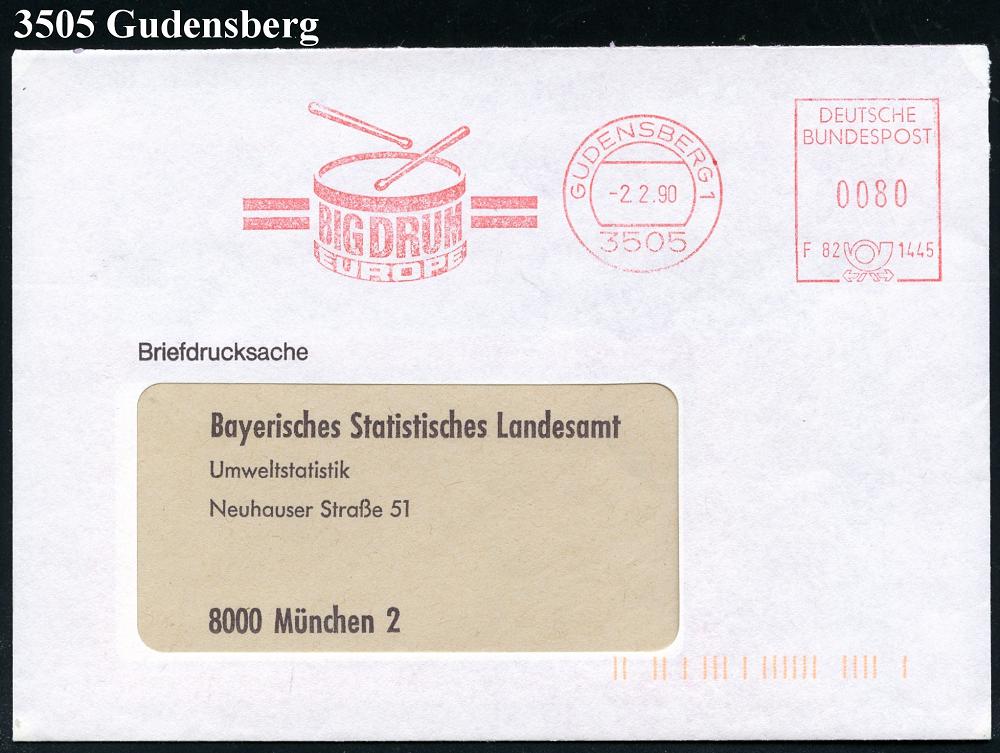 3505 Gudensberg
BIG DRUM
EUROPE
GUDENSBERG 1
-2.2.90
3505
DEUTSCHE
BUNDESPOST
0080
F 82 1445
Briefdrucksache
Bayerisches Statistisches Landesamt
Umweltstatistik
Neuhauser Straße 51
8000 München 2